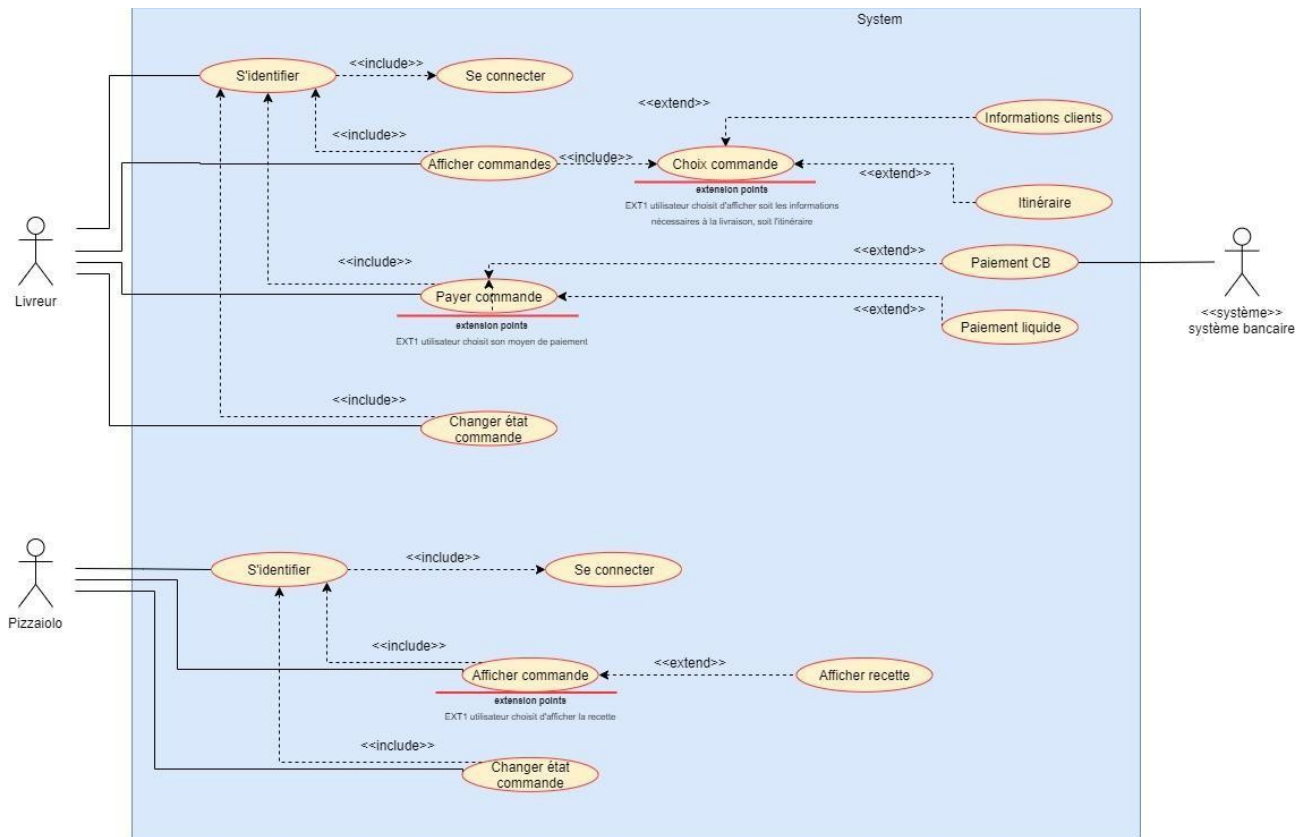 System
<<include>>
S'identifier
Se connecter
<<extend>>
Informations clients
<<include>>
Afficher commandes
<<include>>
Choix commande
<<extend>>
extension points
EXT1 utilisateur choisit d'afficher soit les informations
nécessaires à la livraison, soit l'itinéraire
Itinéraire
Livreur
<<extend>>
<<include>>
Paiement CB
Payer commande
<<extend>>
extension points
EXT1 utilisateur choisit son moyen de paiement
Paiement liquide
<<système>>
système bancaire
<<include>>
Changer état
commande
<<include>>
S'identifier
Se connecter
Pizzaiolo
<<include>>
<<extend>>
Afficher commande
Afficher recette
extension points
EXT1 utilisateur choisit d'afficher la recette
<<include>>
Changer état
commande